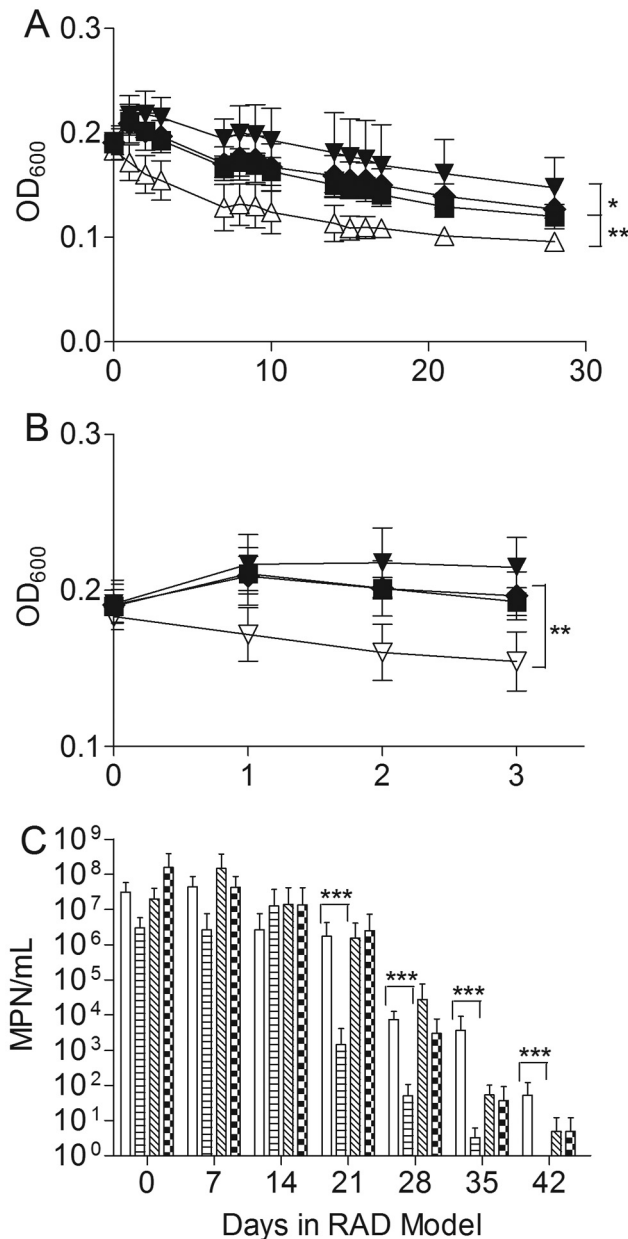 A
0.3
0.2
0.1
0.0
OD600
*
**
0 10 20 30
B
0.3
0.2
0.1
OD600
**
0 1 2 3
C
10^9
10^8
10^7
10^6
10^5
10^4
10^3
10^2
10^1
10^0
MPN/mL
***
***
***
***
0 7 14 21 28 35 42
Days in RAD Model